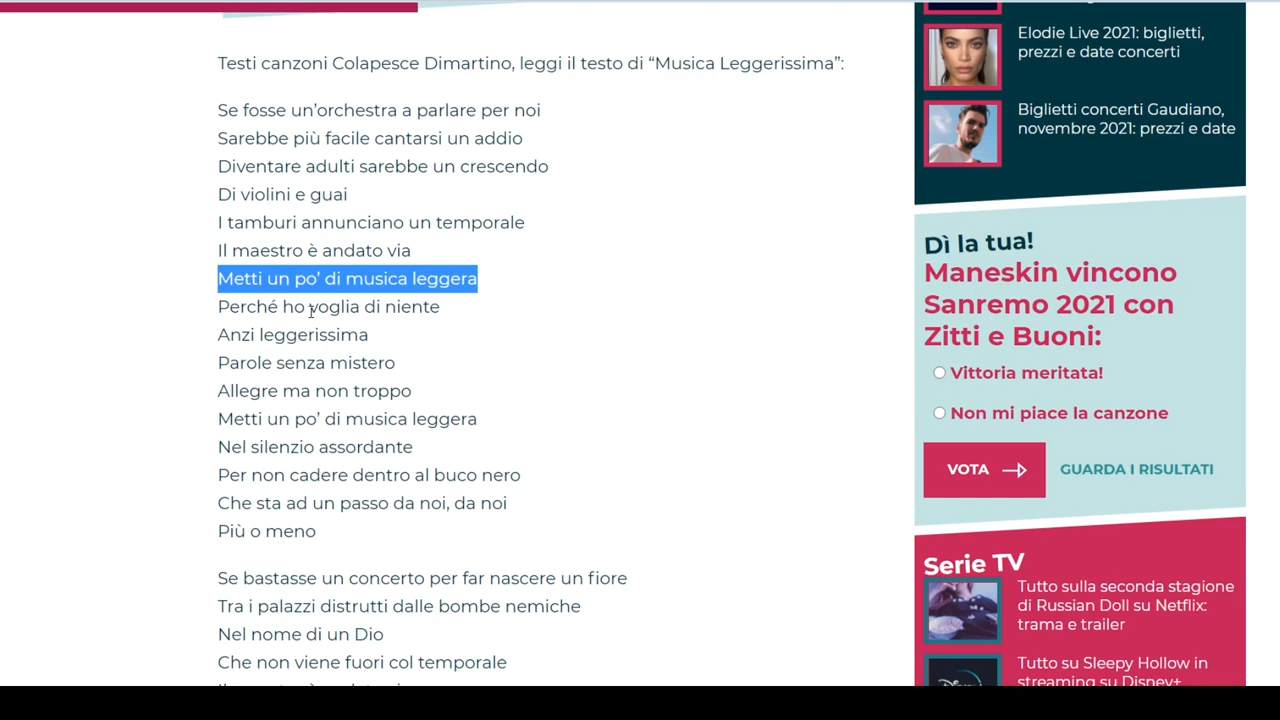 Testi canzoni Colapesce Dimartino, leggi il testo di “Musica Leggerissima”:
Se fosse un’orchestra a parlare per noi
Sarebbe più facile cantarsi un addio
Diventare adulti sarebbe un crescendo
Di violini e guai
I tamburi annunciano un temporale
Il maestro è andato via
Metti un po’ di musica leggera
Perché ho voglia di niente
Anzi leggerissima
Parole senza mistero
Allegre ma non troppo
Metti un po’ di musica leggera
Nel silenzio assordante
Per non cadere dentro al buco nero
Che sta ad un passo da noi, da noi
Più o meno
Se bastasse un concerto per far nascere un fiore
Tra i palazzi distrutti dalle bombe nemiche
Nel nome di un Dio
Che non viene fuori col temporale
Elodie Live 2021: biglietti,
prezzi e date concerti
Biglietti concerti Gaudiano,
novembre 2021: prezzi e date
Dì la tua!
Maneskin vincono
Sanremo 2021 con
Zitti e Buoni:
Vittoria meritata!
Non mi piace la canzone
VOTA
GUARDA I RISULTATI
Serie TV
Tutto sulla seconda stagione
di Russian Doll su Netflix:
trama e trailer
Tutto su Sleepy Hollow in
streaming su Disney+